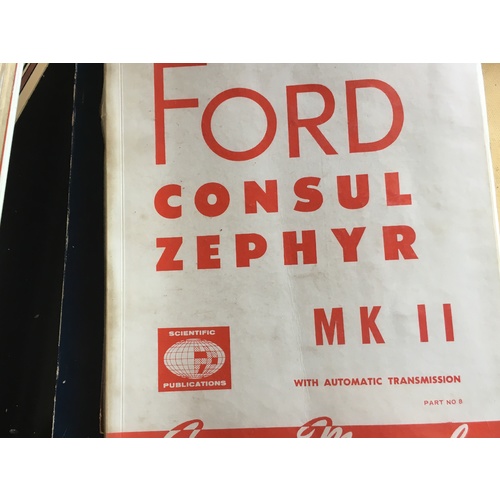 FORD
CONSUL
ZEPHYR
MK II
SCIENTIFIC
PUBLICATIONS
WITH AUTOMATIC TRANSMISSION
PART NO 8